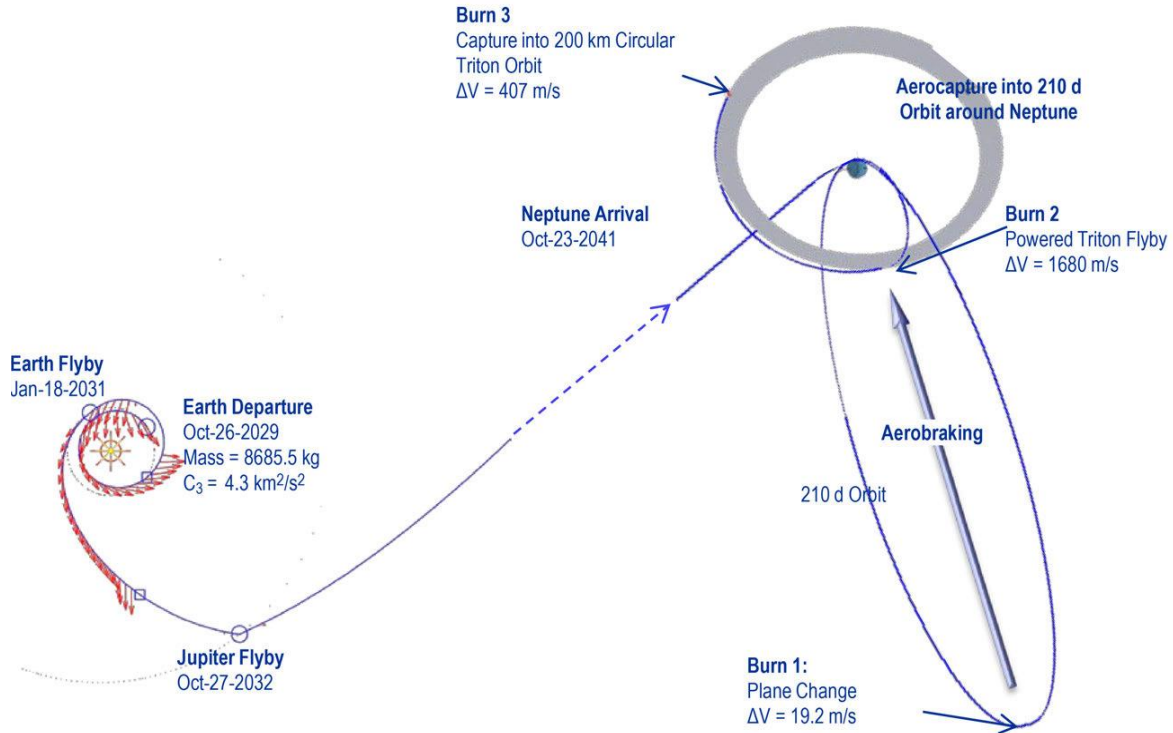 Burn 3
Capture into 200 km Circular
Triton Orbit
ΔV = 407 m/s
Aerocapture into 210 d
Orbit around Neptune
Neptune Arrival
Oct-23-2041
Burn 2
Powered Triton Flyby
ΔV = 1680 m/s
Earth Flyby
Jan-18-2031
Earth Departure
Oct-26-2029
Mass = 8685.5 kg
C₃ = 4.3 km²/s²
Aerobraking
210 d Orbit
Jupiter Flyby
Oct-27-2032
Burn 1:
Plane Change
ΔV = 19.2 m/s